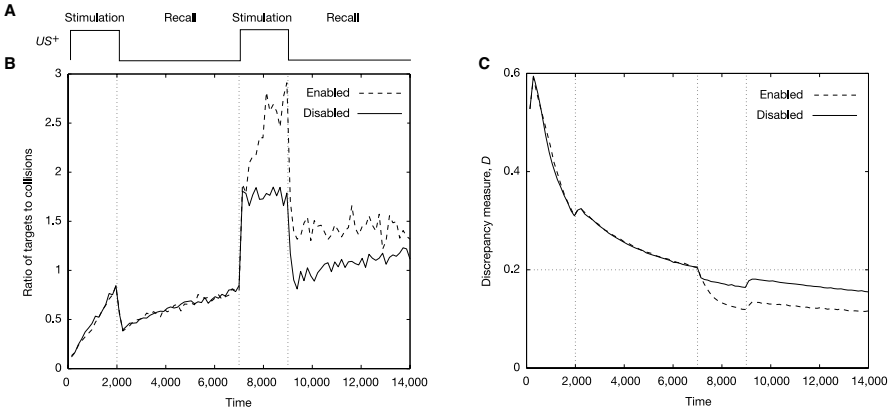 A
Stimulation Recall Stimulation Recall
US+
B
3
2.5
2
1.5
1
0.5
0
Ratio of targets to collisions
Enabled
Disabled
0 2,000 4,000 6,000 8,000 10,000 12,000 14,000
Time
C
0.6
0.4
0.2
0
Discrepancy measure, D
Enabled
Disabled
0 2,000 4,000 6,000 8,000 10,000 12,000 14,000
Time